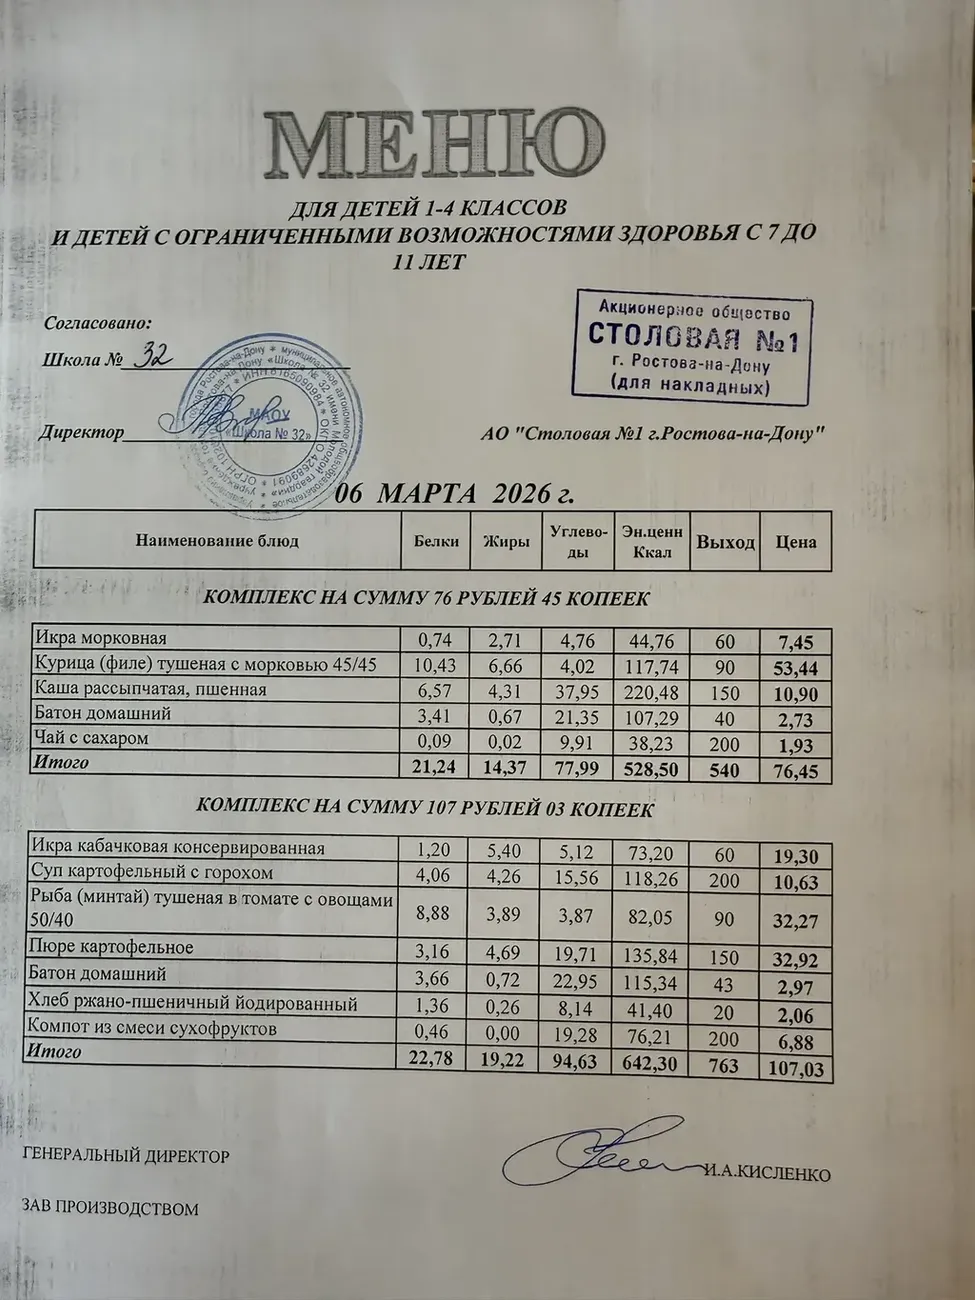 МЕНЮ
ДЛЯ ДЕТЕЙ 1-4 КЛАССОВ
И ДЕТЕЙ С ОГРАНИЧЕННЫМИ ВОЗМОЖНОСТЯМИ ЗДОРОВЬЯ С 7 ДО
11 ЛЕТ
Согласовано:
Школа № 32
Директор
МАОУ
«Школа № 32»
Акционерное общество
СТОЛОВАЯ №1
г. Ростова-на-Дону
(для накладных)
АО "Столовая №1 г.Ростова-на-Дону"
06 МАРТА 2026 г.
Наименование блюд Белки Жиры Углево-ды Эн.ценн Ккал Выход Цена
КОМПЛЕКС НА СУММУ 76 РУБЛЕЙ 45 КОПЕЕК
Икра морковная 0,74 2,71 4,76 44,76 60 7,45
Курица (филе) тушеная с морковью 45/45 10,43 6,66 4,02 117,74 90 53,44
Каша рассыпчатая, пшенная 6,57 4,31 37,95 220,48 150 10,90
Батон домашний 3,41 0,67 21,35 107,29 40 2,73
Чай с сахаром 0,09 0,02 9,91 38,23 200 1,93
Итого 21,24 14,37 77,99 528,50 540 76,45
КОМПЛЕКС НА СУММУ 107 РУБЛЕЙ 03 КОПЕЕК
Икра кабачковая консервированная 1,20 5,40 5,12 73,20 60 19,30
Суп картофельный с горохом 4,06 4,26 15,56 118,26 200 10,63
Рыба (минтай) тушеная в томате с овощами
50/40 8,88 3,89 3,87 82,05 90 32,27
Пюре картофельное 3,16 4,69 19,71 135,84 150 32,92
Батон домашний 3,66 0,72 22,95 115,34 43 2,97
Хлеб ржано-пшеничный йодированный 1,36 0,26 8,14 41,40 20 2,06
Компот из смеси сухофруктов 0,46 0,00 19,28 76,21 200 6,88
Итого 22,78 19,22 94,63 642,30 763 107,03
ГЕНЕРАЛЬНЫЙ ДИРЕКТОР
И.А.КИСЛЕНКО
ЗАВ ПРОИЗВОДСТВОМ